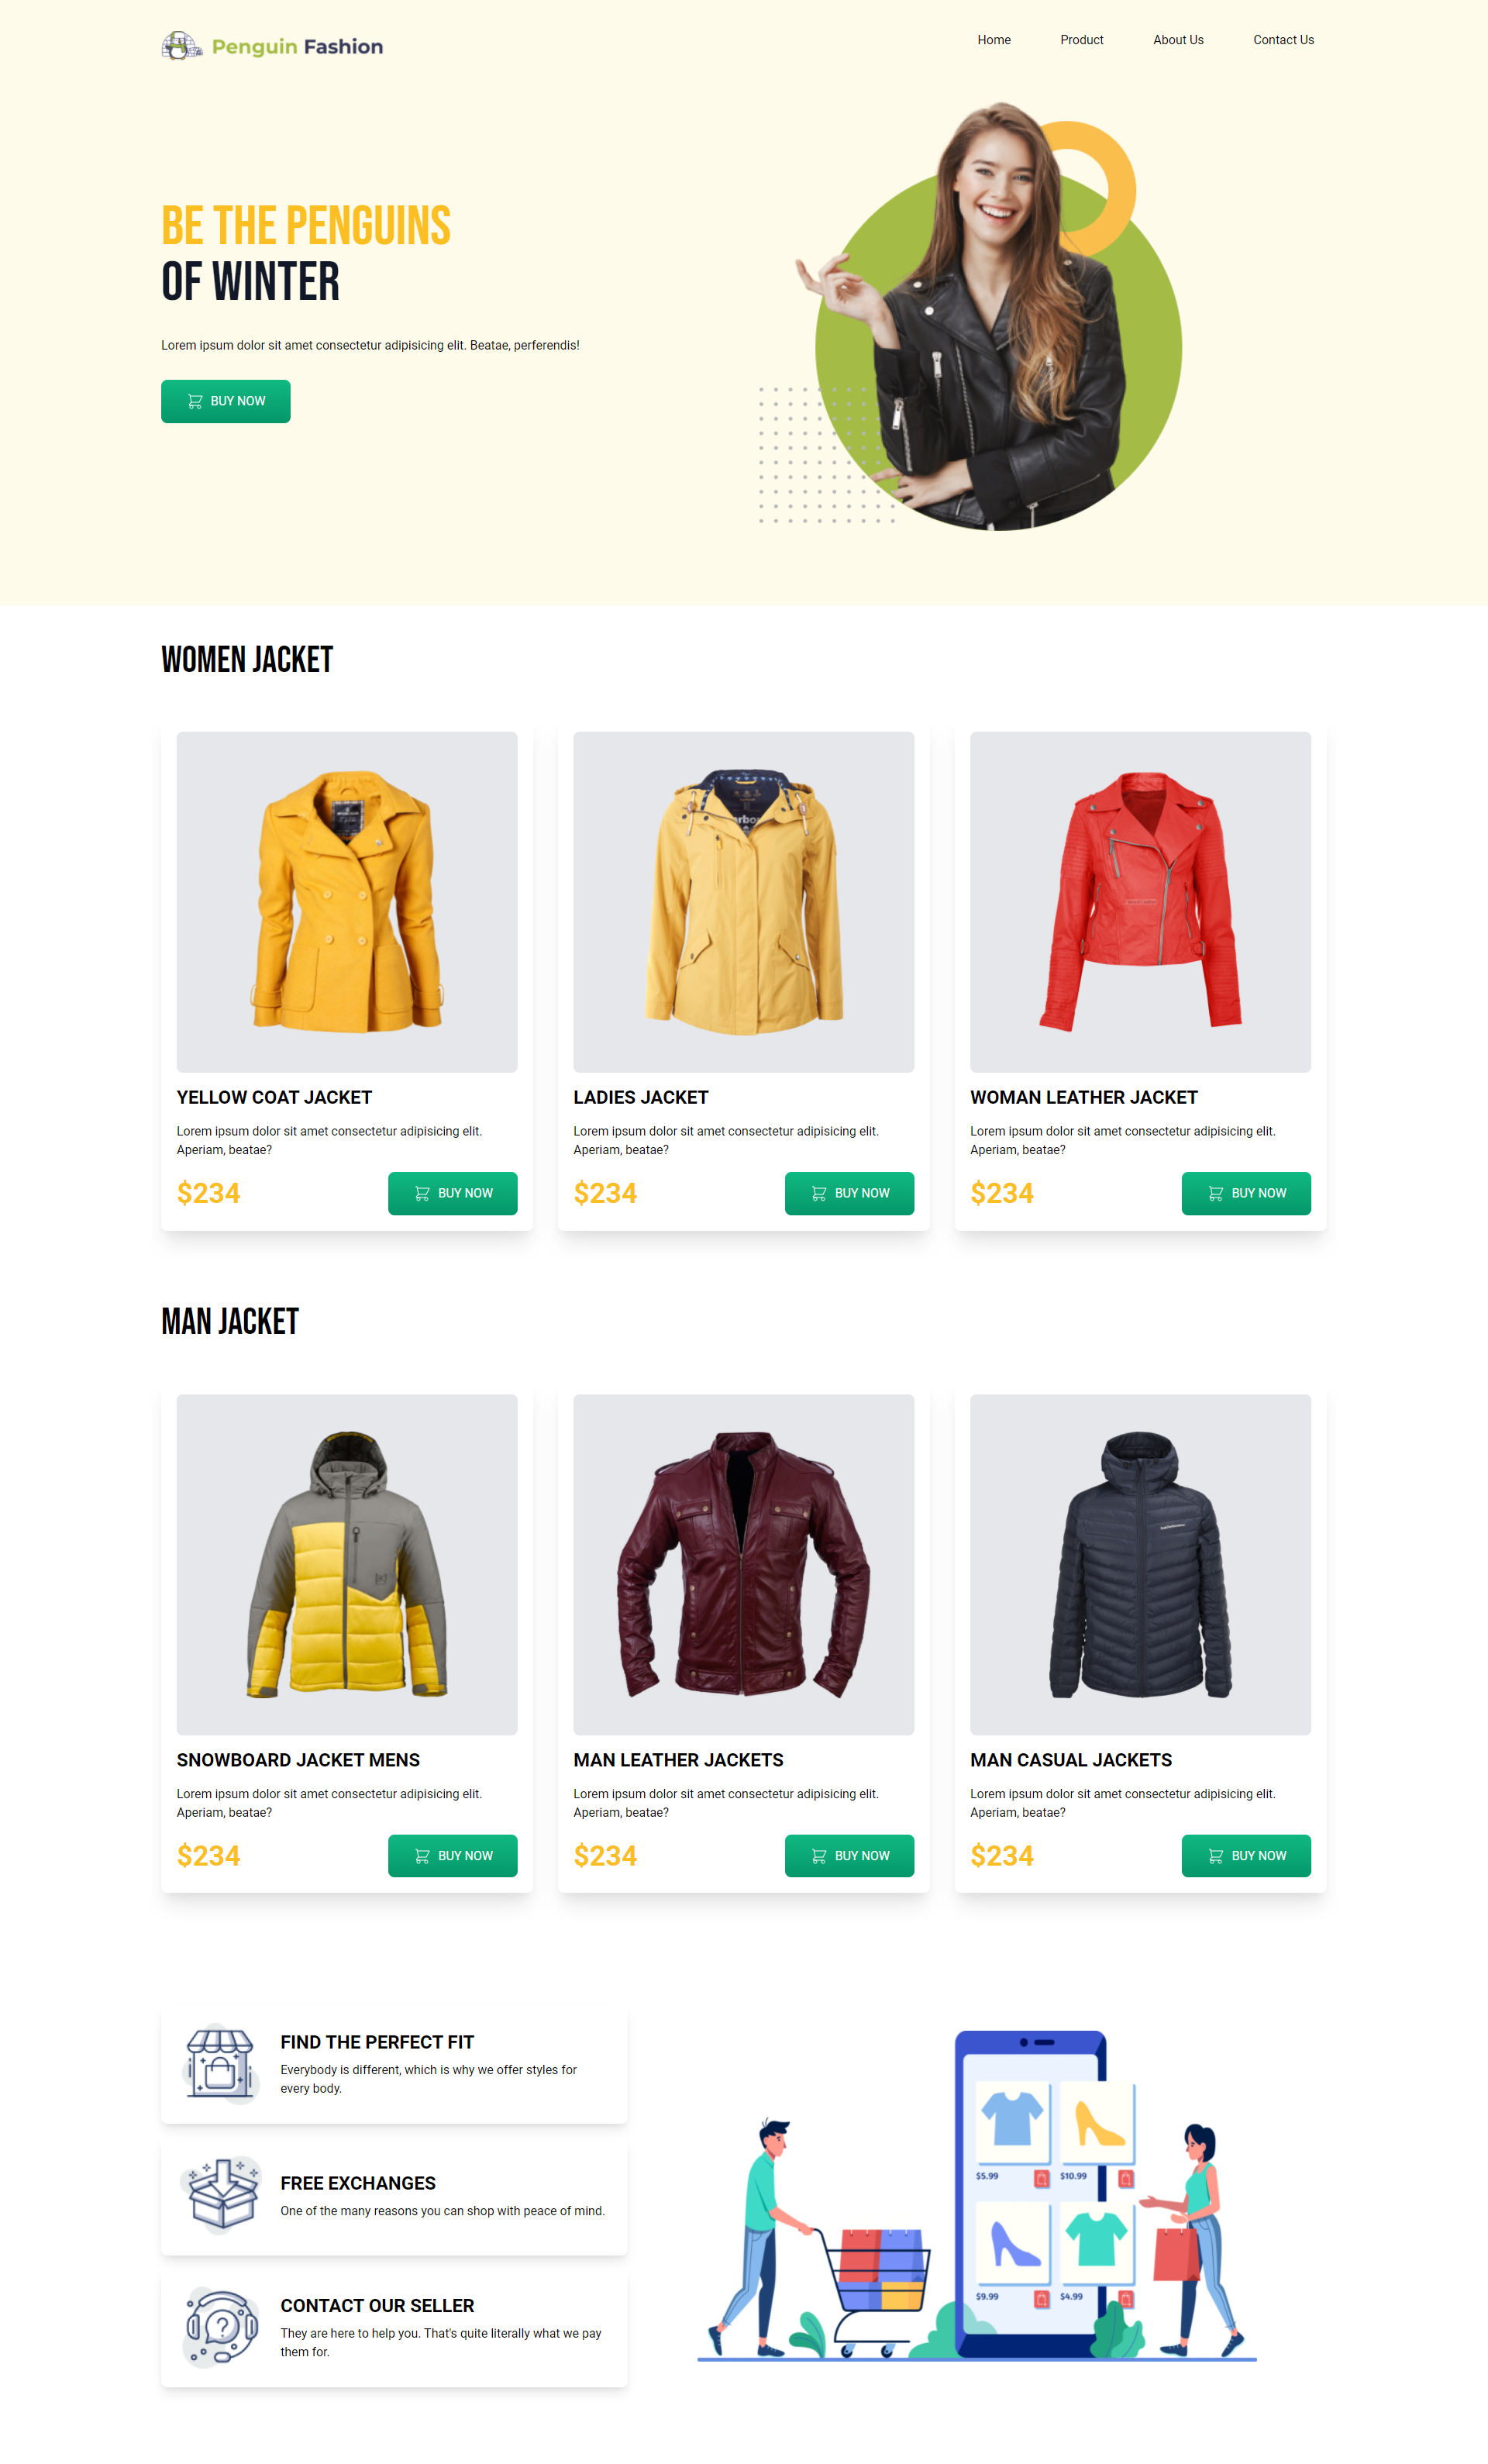 Penguin Fashion
Home Product About Us Contact Us
BE THE PENGUINS
OF WINTER
Lorem ipsum dolor sit amet consectetur adipisicing elit. Beatae, perferendis!
BUY NOW
WOMEN JACKET
YELLOW COAT JACKET
Lorem ipsum dolor sit amet consectetur adipisicing elit.
Aperiam, beatae?
$234
BUY NOW
LADIES JACKET
Lorem ipsum dolor sit amet consectetur adipisicing elit.
Aperiam, beatae?
$234
BUY NOW
WOMAN LEATHER JACKET
Lorem ipsum dolor sit amet consectetur adipisicing elit.
Aperiam, beatae?
$234
BUY NOW
MAN JACKET
SNOWBOARD JACKET MENS
Lorem ipsum dolor sit amet consectetur adipisicing elit.
Aperiam, beatae?
$234
BUY NOW
MAN LEATHER JACKETS
Lorem ipsum dolor sit amet consectetur adipisicing elit.
Aperiam, beatae?
$234
BUY NOW
MAN CASUAL JACKETS
Lorem ipsum dolor sit amet consectetur adipisicing elit.
Aperiam, beatae?
$234
BUY NOW
FIND THE PERFECT FIT
Everybody is different, which is why we offer styles for
every body.
FREE EXCHANGES
One of the many reasons you can shop with peace of mind.
CONTACT OUR SELLER
They are here to help you. That's quite literally what we pay
them for.
$5.99 $10.99
$9.99 $4.99